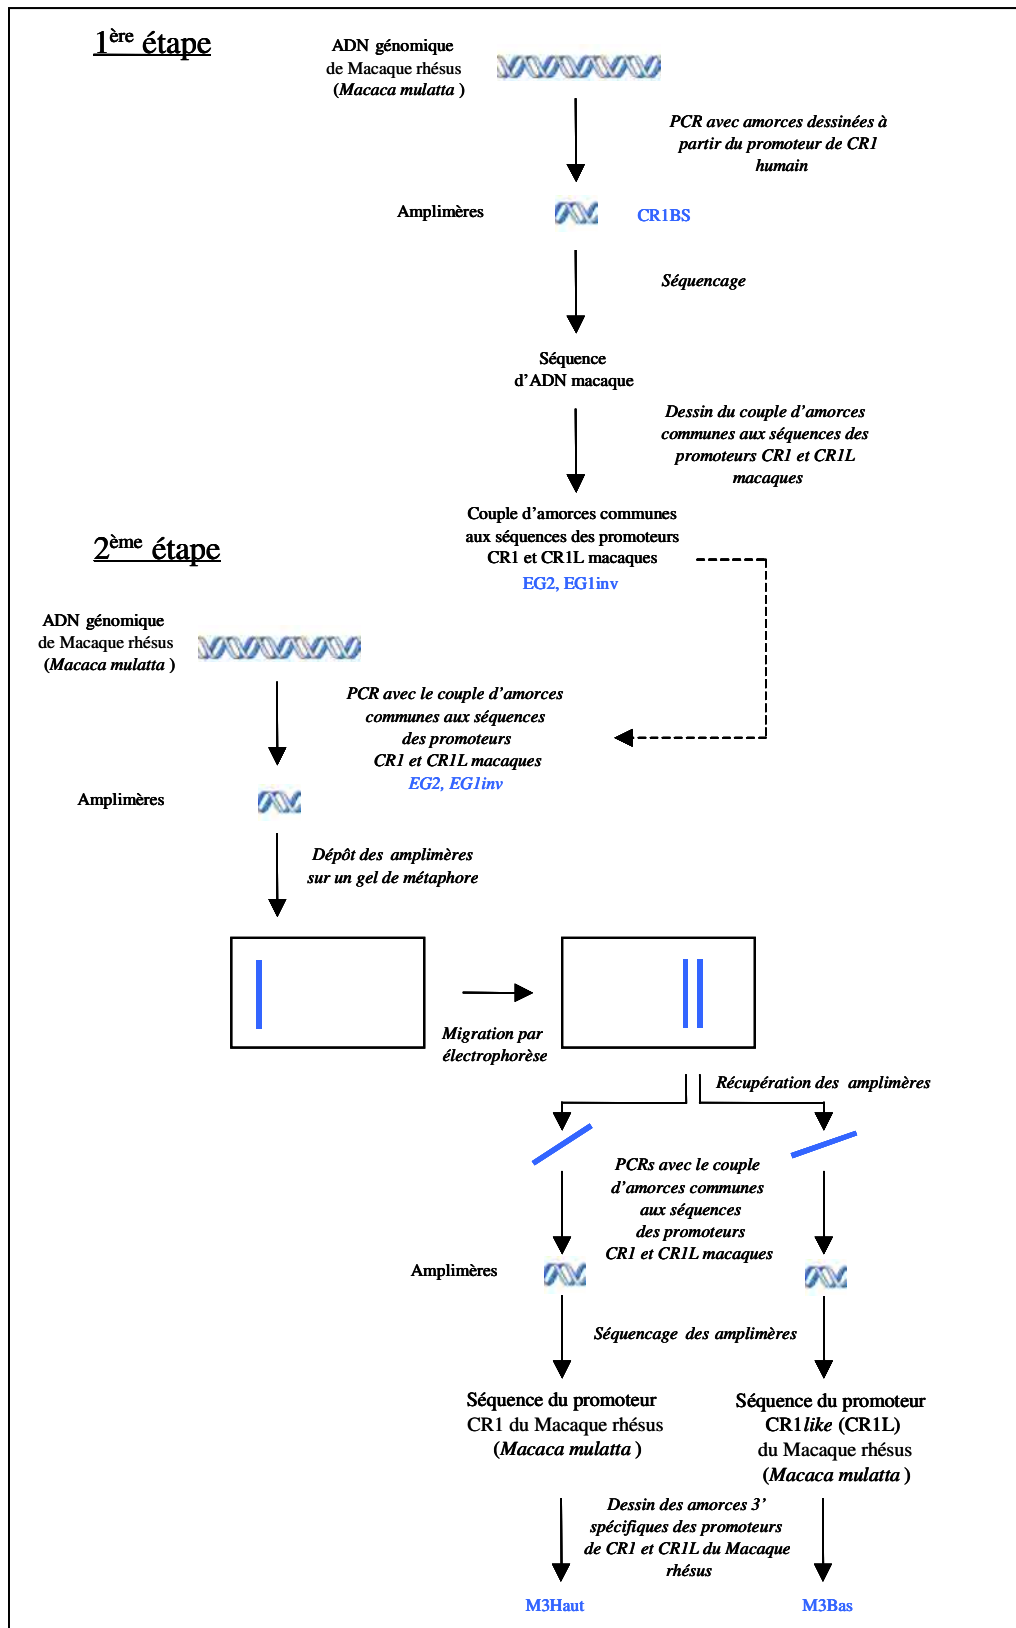 1ère étape
ADN génomique
de Macaque rhésus
(Macaca mulatta )
PCR avec amorces dessinées à
partir du promoteur de CR1
humain
Amplimères
CR1BS
Séquencage
Séquence
d’ADN macaque
Dessin du couple d’amorces
communes aux séquences des
promoteurs CR1 et CR1L
macaques
Couple d’amorces communes
aux séquences des promoteurs
CR1 et CR1L macaques
EG2, EG1inv
2ème étape
ADN génomique
de Macaque rhésus
(Macaca mulatta )
PCR avec le couple d’amorces
communes aux séquences
des promoteurs
CR1 et CR1L macaques
EG2, EG1inv
Amplimères
Dépôt des amplimères
sur un gel de métaphore
Migration par
électrophorèse
Récupération des amplimères
PCRs avec le couple
d’amorces communes
aux séquences
des promoteurs
CR1 et CR1L macaques
Amplimères
Séquencage des amplimères
Séquence du promoteur
CR1 du Macaque rhésus
(Macaca mulatta )
Séquence du promoteur
CR1like (CR1L)
du Macaque rhésus
(Macaca mulatta )
Dessin des amorces 3’
spécifiques des promoteurs
de CR1 et CR1L du Macaque
rhésus
M3Haut
M3Bas